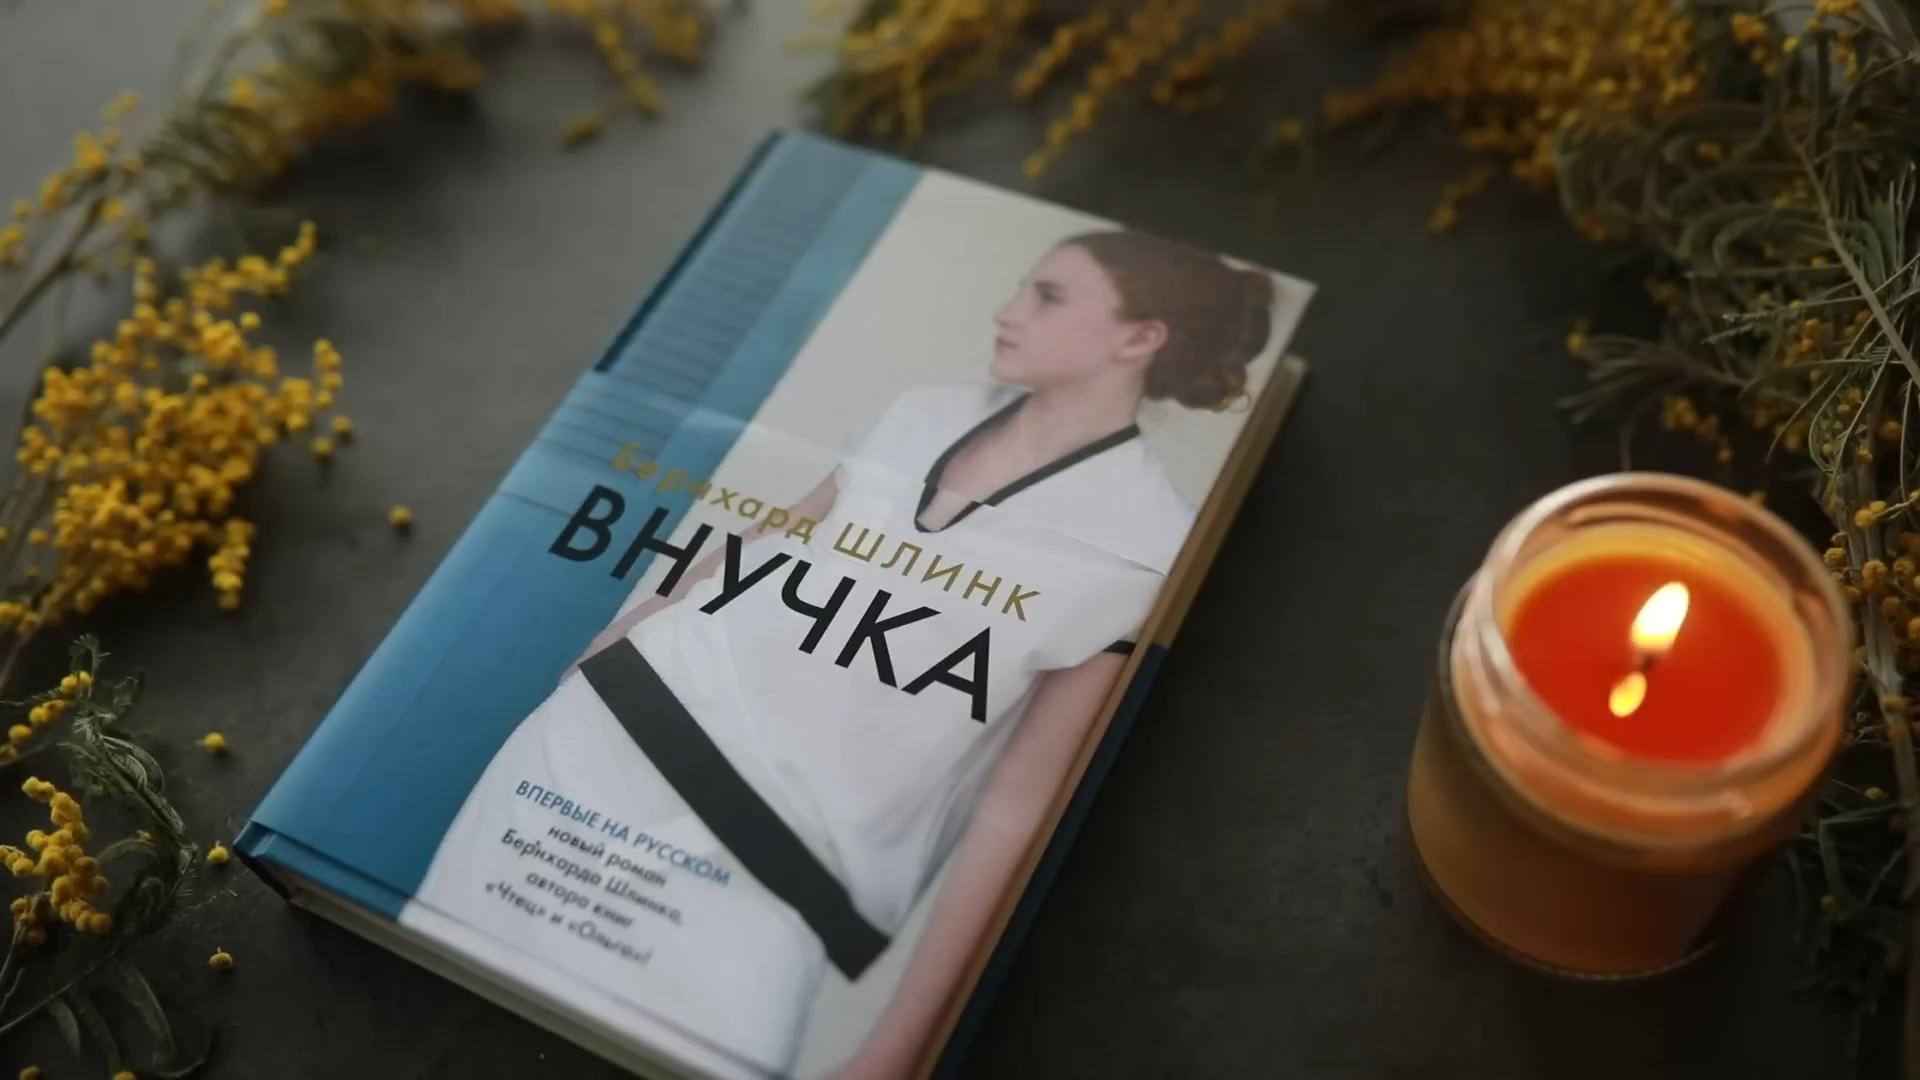 Бернхард ШЛИНК
ВНУЧКА
ВПЕРВЫЕ НА РУССКОМ
новый роман
Бернхарда Шлинка,
автора книг
«Чтец» и «Ольга»!